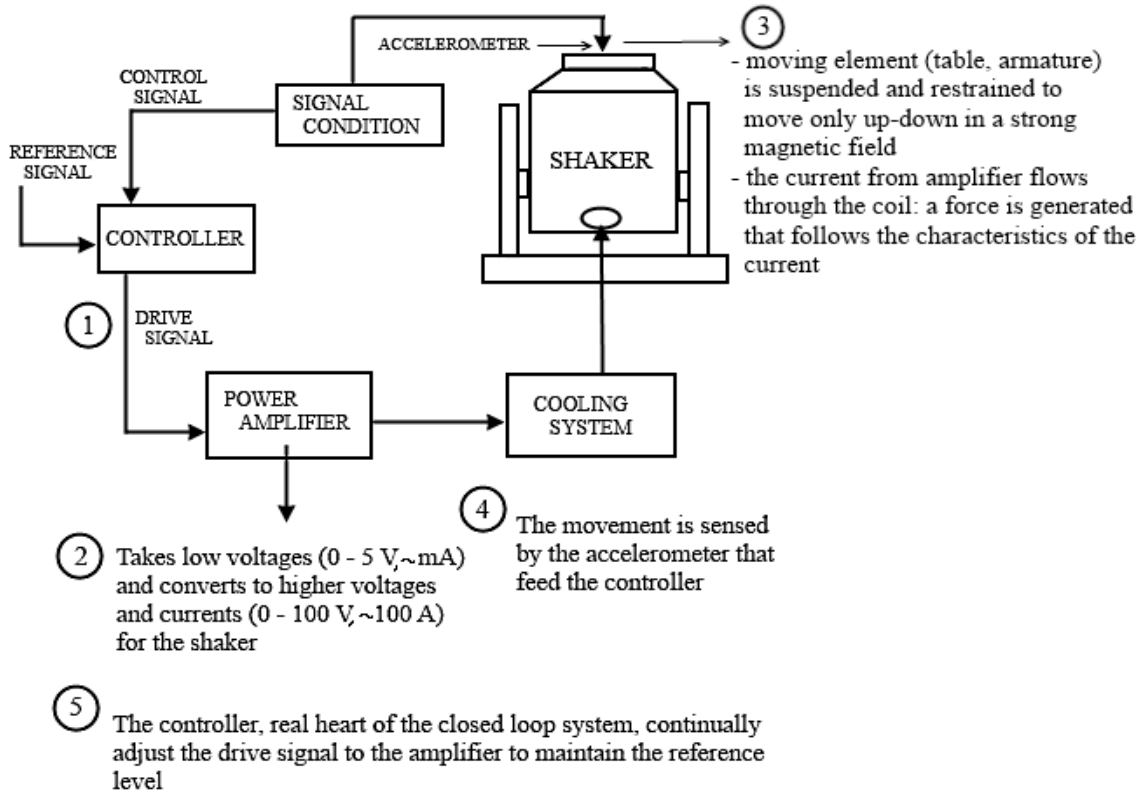 ACCELEROMETER
3
- moving element (table, armature)
is suspended and restrained to
move only up-down in a strong
magnetic field
- the current from amplifier flows
through the coil: a force is generated
that follows the characteristics of the
current
CONTROL
SIGNAL
SIGNAL
CONDITION
SHAKER
REFERENCE
SIGNAL
CONTROLLER
1
DRIVE
SIGNAL
POWER
AMPLIFIER
COOLING
SYSTEM
4
The movement is sensed
by the accelerometer that
feed the controller
2
Takes low voltages (0 - 5 V,~mA)
and converts to higher voltages
and currents (0 - 100 V,~100 A)
for the shaker
5
The controller, real heart of the closed loop system, continually
adjust the drive signal to the amplifier to maintain the reference
level